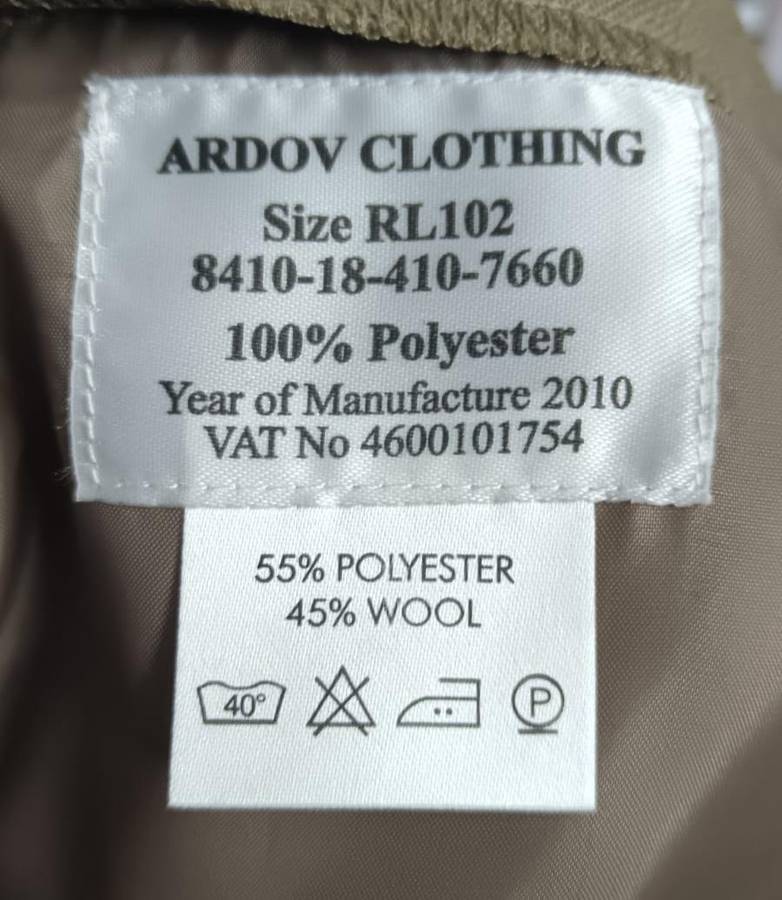 ARDOV CLOTHING
Size RL102
8410-18-410-7660
100% Polyester
Year of Manufacture 2010
VAT No 4600101754
55% POLYESTER
45% WOOL
40° P